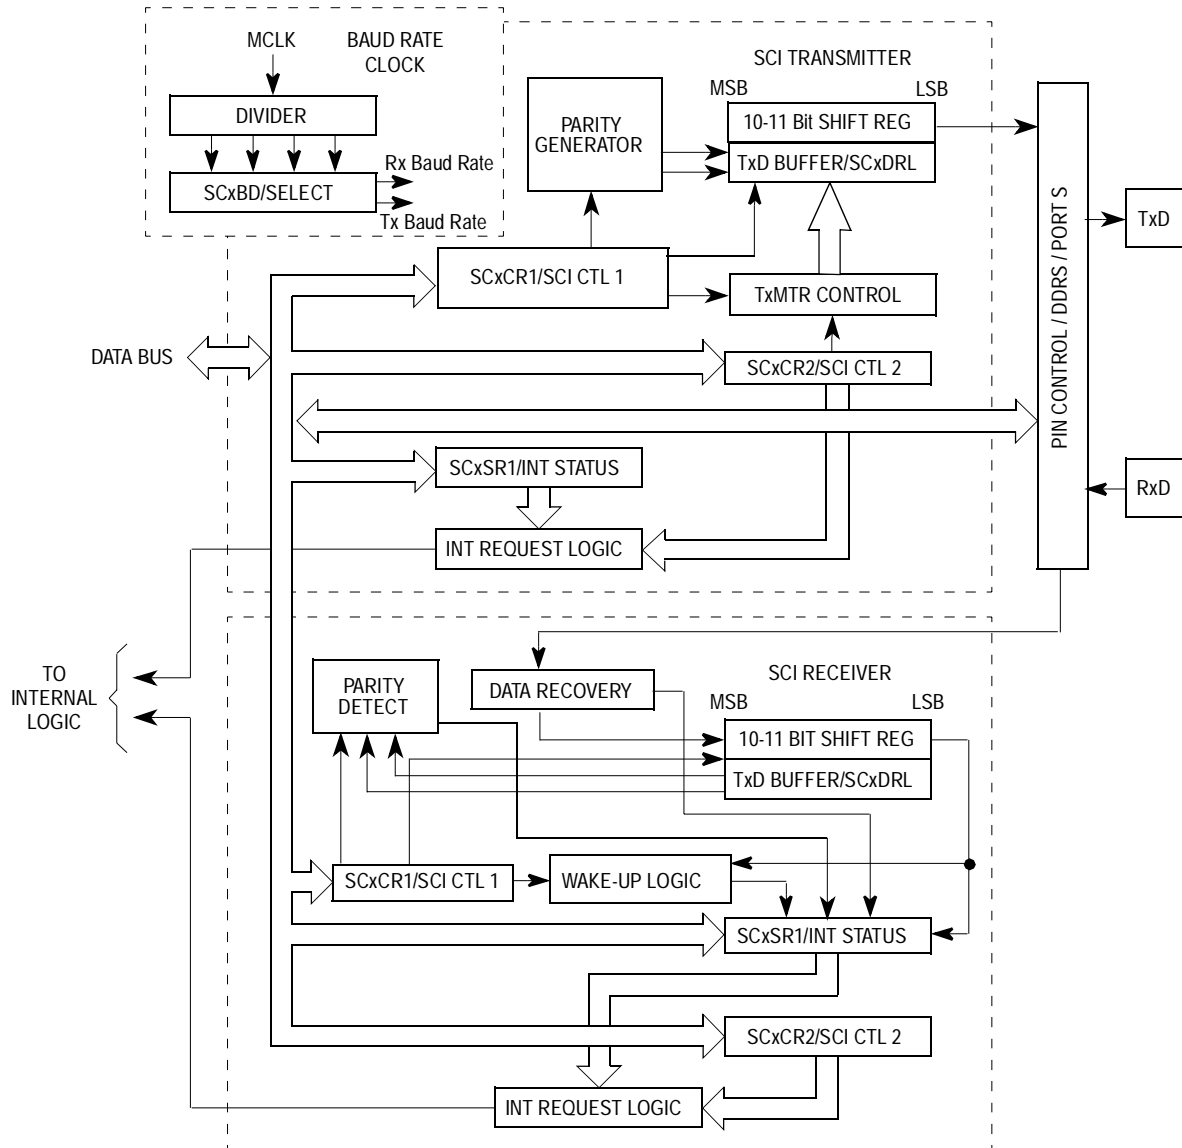 MCLK
BAUD RATE
CLOCK
DIVIDER
SCxBD/SELECT
Rx Baud Rate
Tx Baud Rate
SCI TRANSMITTER
MSB
LSB
PARITY
GENERATOR
10-11 Bit SHIFT REG
TxD BUFFER/SCxDRL
SCxCR1/SCI CTL 1
TxMTR CONTROL
DATA BUS
SCxCR2/SCI CTL 2
PIN CONTROL / DDRS / PORT S
TxD
RxD
SCxSR1/INT STATUS
INT REQUEST LOGIC
TO
INTERNAL
LOGIC
SCI RECEIVER
PARITY
DETECT
DATA RECOVERY
MSB
LSB
10-11 BIT SHIFT REG
TxD BUFFER/SCxDRL
SCxCR1/SCI CTL 1
WAKE-UP LOGIC
SCxSR1/INT STATUS
SCxCR2/SCI CTL 2
INT REQUEST LOGIC